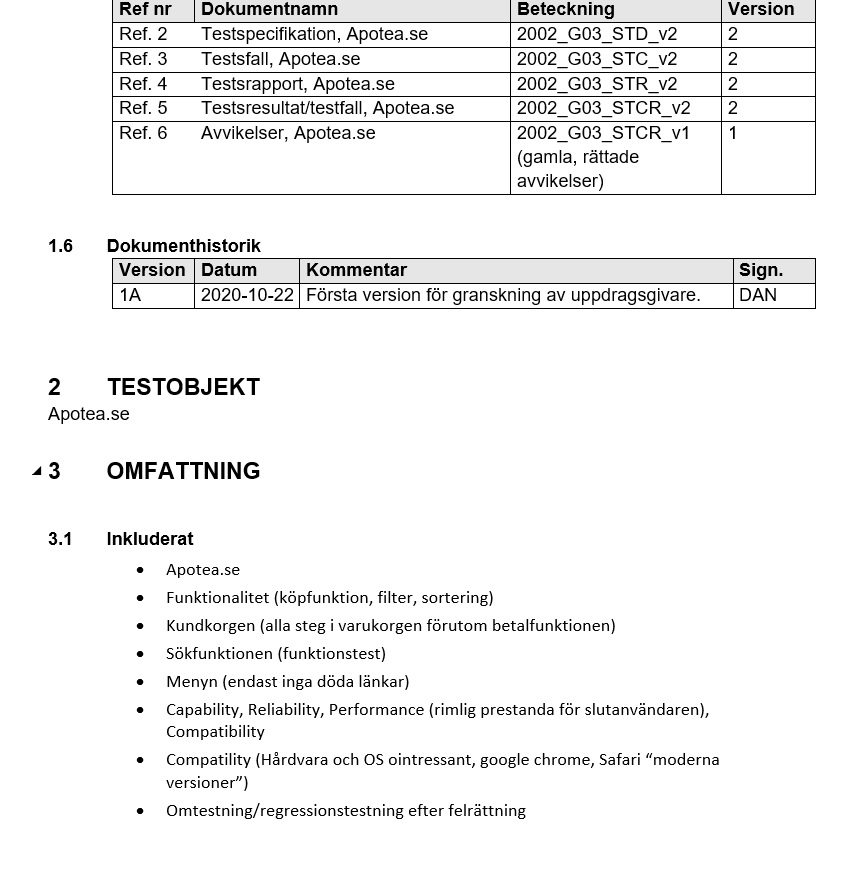 Ref nr Dokumentnamn Beteckning Version
Ref. 2 Testspecifikation, Apotea.se 2002_G03_STD_v2 2
Ref. 3 Testsfall, Apotea.se 2002_G03_STC_v2 2
Ref. 4 Testsrapport, Apotea.se 2002_G03_STR_v2 2
Ref. 5 Testsresultat/testfall, Apotea.se 2002_G03_STCR_v2 2
Ref. 6 Avvikelser, Apotea.se 2002_G03_STCR_v1 1
(gamla, rättade
avvikelser)
1.6 Dokumenthistorik
Version Datum Kommentar Sign.
1A 2020-10-22 Första version för granskning av uppdragsgivare. DAN
2 TESTOBJEKT
Apotea.se
3 OMFATTNING
3.1 Inkluderat
• Apotea.se
• Funktionalitet (köpfunktion, filter, sortering)
• Kundkorgen (alla steg i varukorgen förutom betalfunktionen)
• Sökfunktionen (funktionstest)
• Menyn (endast inga döda länkar)
• Capability, Reliability, Performance (rimlig prestanda för slutanvändaren),
Compatibility
• Compatility (Hårdvara och OS ointressant, google chrome, Safari “moderna
versioner”)
• Omtestning/regressionstestning efter felrättning